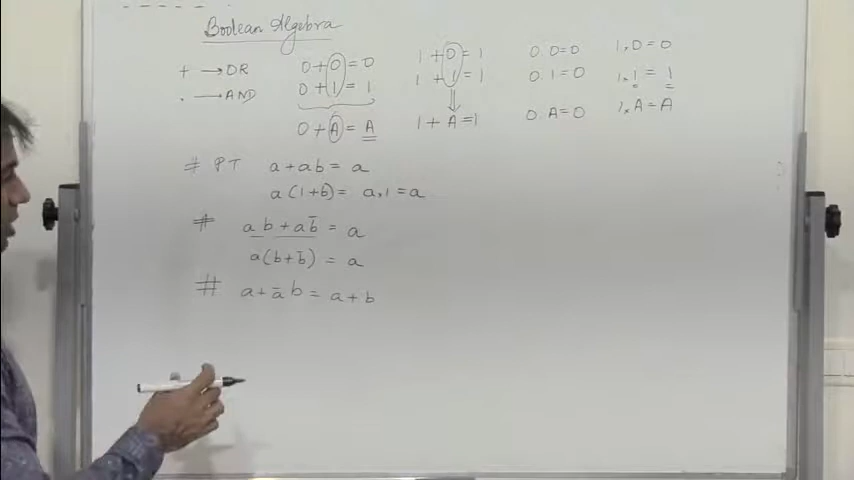 Boolean Algebra
+ → OR
. → AND
0+0=0
0+1=1
0+A=A
1+0=1
1+1=1
1+A=1
0.0=0
0.1=0
0.A=0
1.0=0
1.1=1
1.A=A
# PT a+ab=a
a(1+b)= a.1=a
# ab+ab̅=a
a(b+b̅)=a
# a+a̅b=a+b